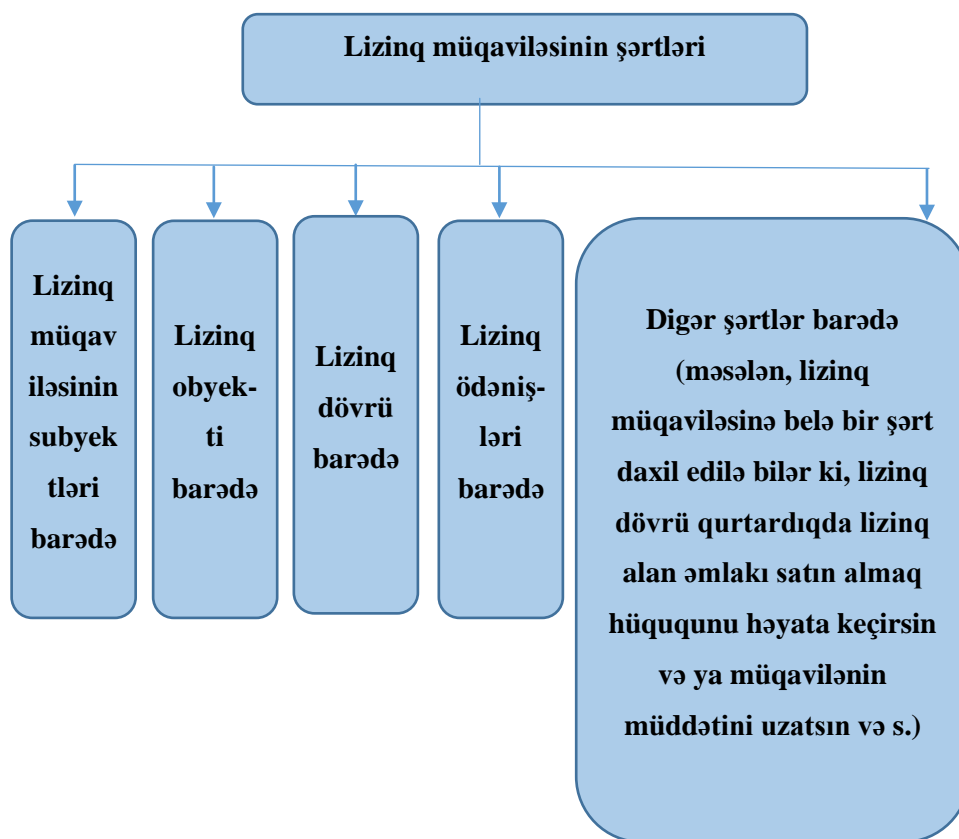 Lizinq müqaviləsinin şərtləri
Lizinq
müqav
iləsinin
subyek
tləri
barədə
Lizinq
obyek-
ti
barədə
Lizinq
dövrü
barədə
Lizinq
ödəniş-
ləri
barədə
Digər şərtlər barədə
(məsələn, lizinq
müqaviləsinə belə bir şərt
daxil edilə bilər ki, lizinq
dövrü qurtardıqda lizinq
alan əmlakı satın almaq
hüququnu həyata keçirsin
və ya müqavilənin
müddətini uzatsın və s.)